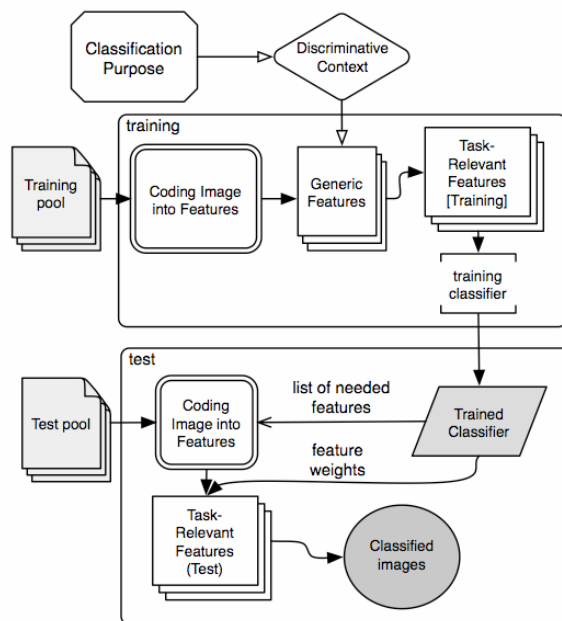 Classification
Purpose
Discriminative
Context
training
Training
pool
Coding Image
into Features
Generic
Features
Task-
Relevant
Features
[Training]
training
classifier
test
Test pool
Coding
Image into
Features
list of needed
features
Trained
Classifier
feature
weights
Task-
Relevant
Features
(Test)
Classified
images